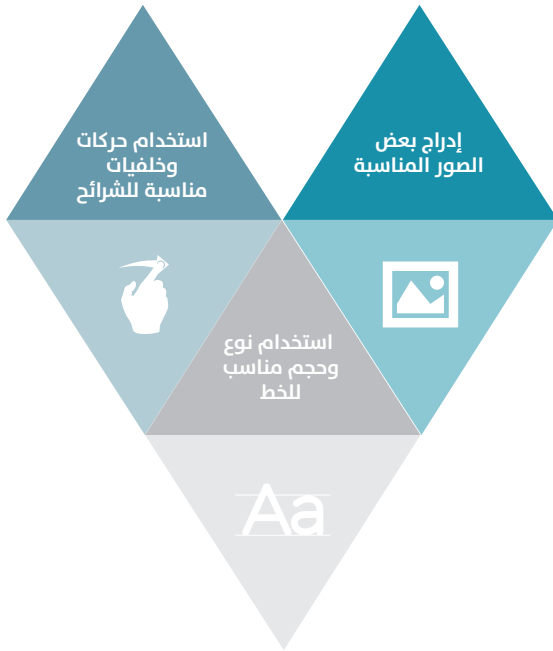 إدراج بعض
الصور المناسبة
استخدام حركات
وخلفيات
مناسبة للشرائح
استخدام نوع
وحجم مناسب
للخط
Aa